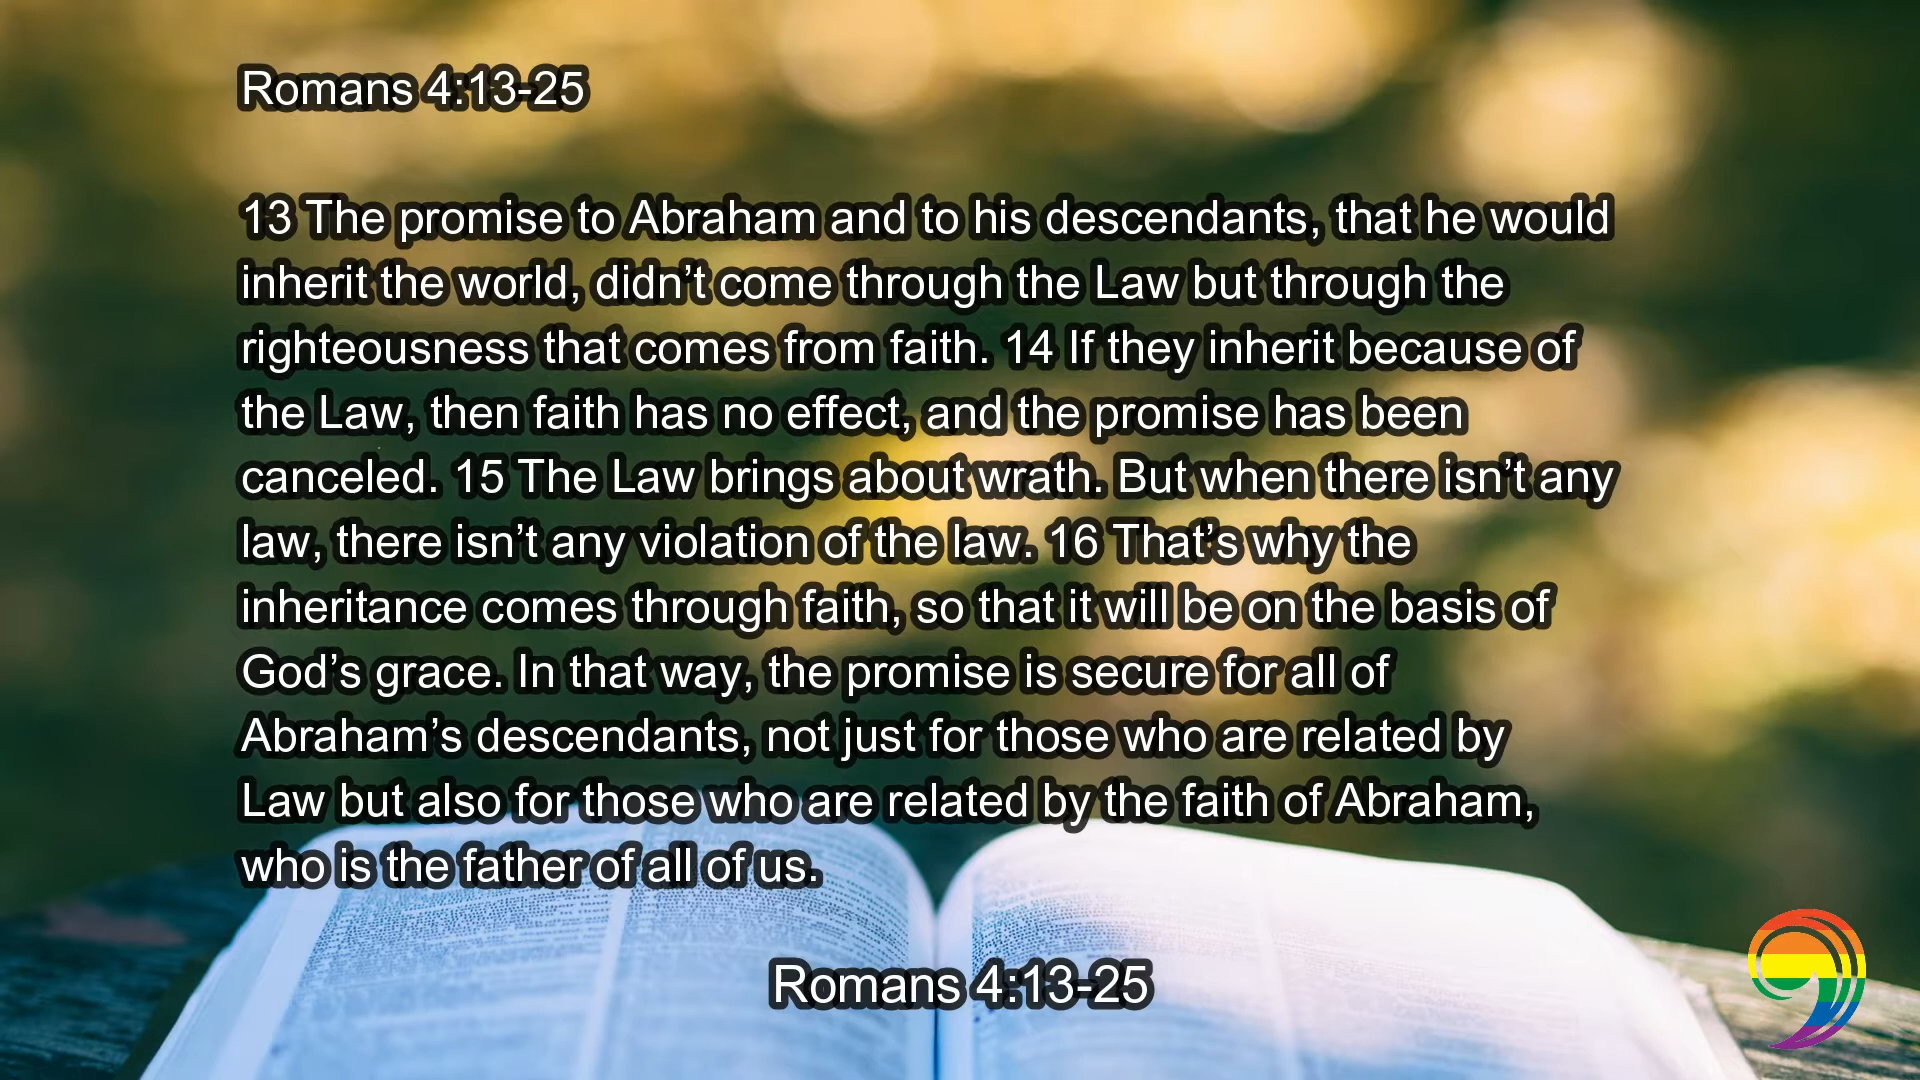 Romans 4:13-25
13 The promise to Abraham and to his descendants, that he would
inherit the world, didn’t come through the Law but through the
righteousness that comes from faith. 14 If they inherit because of
the Law, then faith has no effect, and the promise has been
canceled. 15 The Law brings about wrath. But when there isn’t any
law, there isn’t any violation of the law. 16 That’s why the
inheritance comes through faith, so that it will be on the basis of
God’s grace. In that way, the promise is secure for all of
Abraham’s descendants, not just for those who are related by
Law but also for those who are related by the faith of Abraham,
who is the father of all of us.
Romans 4:13-25